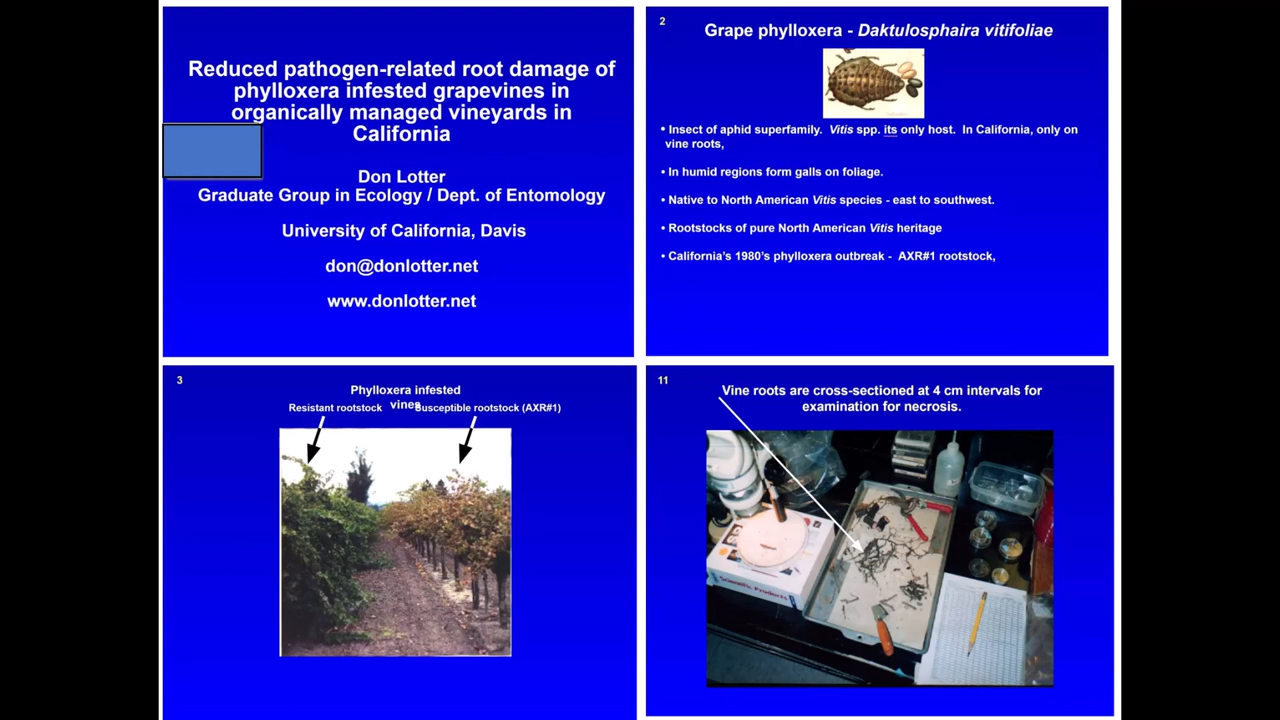 Reduced pathogen-related root damage of
phylloxera infested grapevines in
organically managed vineyards in
California
Don Lotter
Graduate Group in Ecology / Dept. of Entomology
University of California, Davis
don@donlotter.net
www.donlotter.net
2
Grape phylloxera - Daktulosphaira vitifoliae
• Insect of aphid superfamily. Vitis spp. its only host. In California, only on
vine roots,
• In humid regions form galls on foliage.
• Native to North American Vitis species - east to southwest.
• Rootstocks of pure North American Vitis heritage
• California's 1980's phylloxera outbreak - AXR#1 rootstock,
3
Phylloxera infested
vines
Resistant rootstock
Susceptible rootstock (AXR#1)
11
Vine roots are cross-sectioned at 4 cm intervals for
examination for necrosis.
Scientific Products